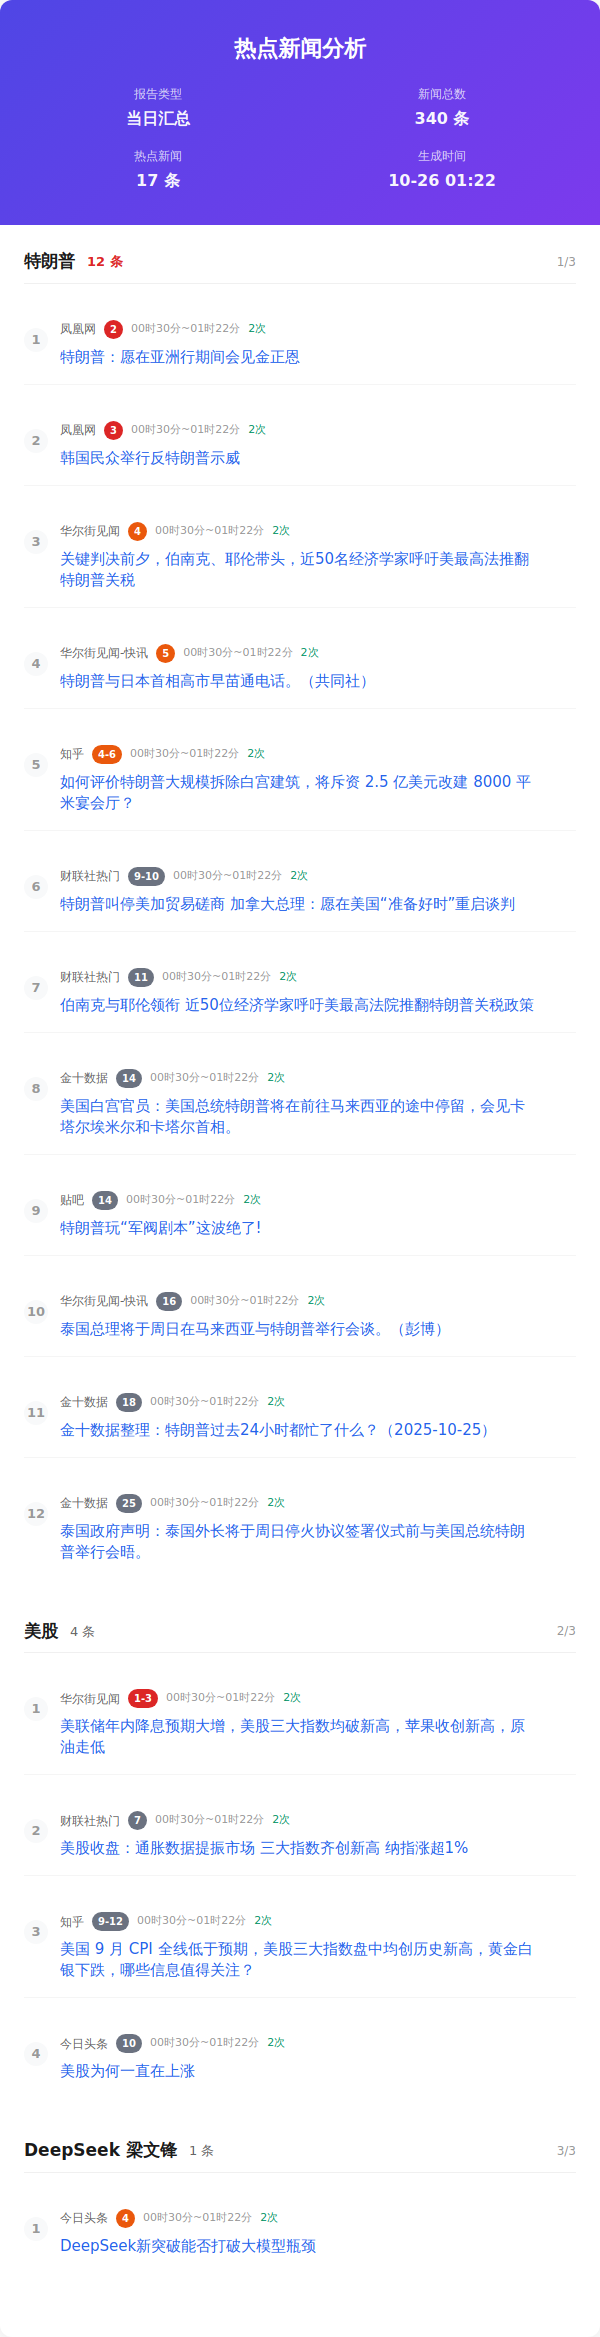 热点新闻分析
报告类型
新闻总数
当日汇总
340 条
热点新闻
生成时间
17 条
10-26 01:22
特朗普 12 条 1/3
1 凤凰网 2 00时30分~01时22分 2次
特朗普：愿在亚洲行期间会见金正恩
2 凤凰网 3 00时30分~01时22分 2次
韩国民众举行反特朗普示威
3 华尔街见闻 4 00时30分~01时22分 2次
关键判决前夕，伯南克、耶伦带头，近50名经济学家呼吁美最高法推翻
特朗普关税
4 华尔街见闻-快讯 5 00时30分~01时22分 2次
特朗普与日本首相高市早苗通电话。（共同社）
5 知乎 4-6 00时30分~01时22分 2次
如何评价特朗普大规模拆除白宫建筑，将斥资 2.5 亿美元改建 8000 平
米宴会厅？
6 财联社热门 9-10 00时30分~01时22分 2次
特朗普叫停美加贸易磋商 加拿大总理：愿在美国“准备好时”重启谈判
7 财联社热门 11 00时30分~01时22分 2次
伯南克与耶伦领衔 近50位经济学家呼吁美最高法院推翻特朗普关税政策
8 金十数据 14 00时30分~01时22分 2次
美国白宫官员：美国总统特朗普将在前往马来西亚的途中停留，会见卡
塔尔埃米尔和卡塔尔首相。
9 贴吧 14 00时30分~01时22分 2次
特朗普玩“军阀剧本”这波绝了!
10 华尔街见闻-快讯 16 00时30分~01时22分 2次
泰国总理将于周日在马来西亚与特朗普举行会谈。（彭博）
11 金十数据 18 00时30分~01时22分 2次
金十数据整理：特朗普过去24小时都忙了什么？（2025-10-25）
12 金十数据 25 00时30分~01时22分 2次
泰国政府声明：泰国外长将于周日停火协议签署仪式前与美国总统特朗
普举行会晤。
美股 4 条 2/3
1 华尔街见闻 1-3 00时30分~01时22分 2次
美联储年内降息预期大增，美股三大指数均破新高，苹果收创新高，原
油走低
2 财联社热门 7 00时30分~01时22分 2次
美股收盘：通胀数据提振市场 三大指数齐创新高 纳指涨超1%
3 知乎 9-12 00时30分~01时22分 2次
美国 9 月 CPI 全线低于预期，美股三大指数盘中均创历史新高，黄金白
银下跌，哪些信息值得关注？
4 今日头条 10 00时30分~01时22分 2次
美股为何一直在上涨
DeepSeek 梁文锋 1 条 3/3
1 今日头条 4 00时30分~01时22分 2次
DeepSeek新突破能否打破大模型瓶颈